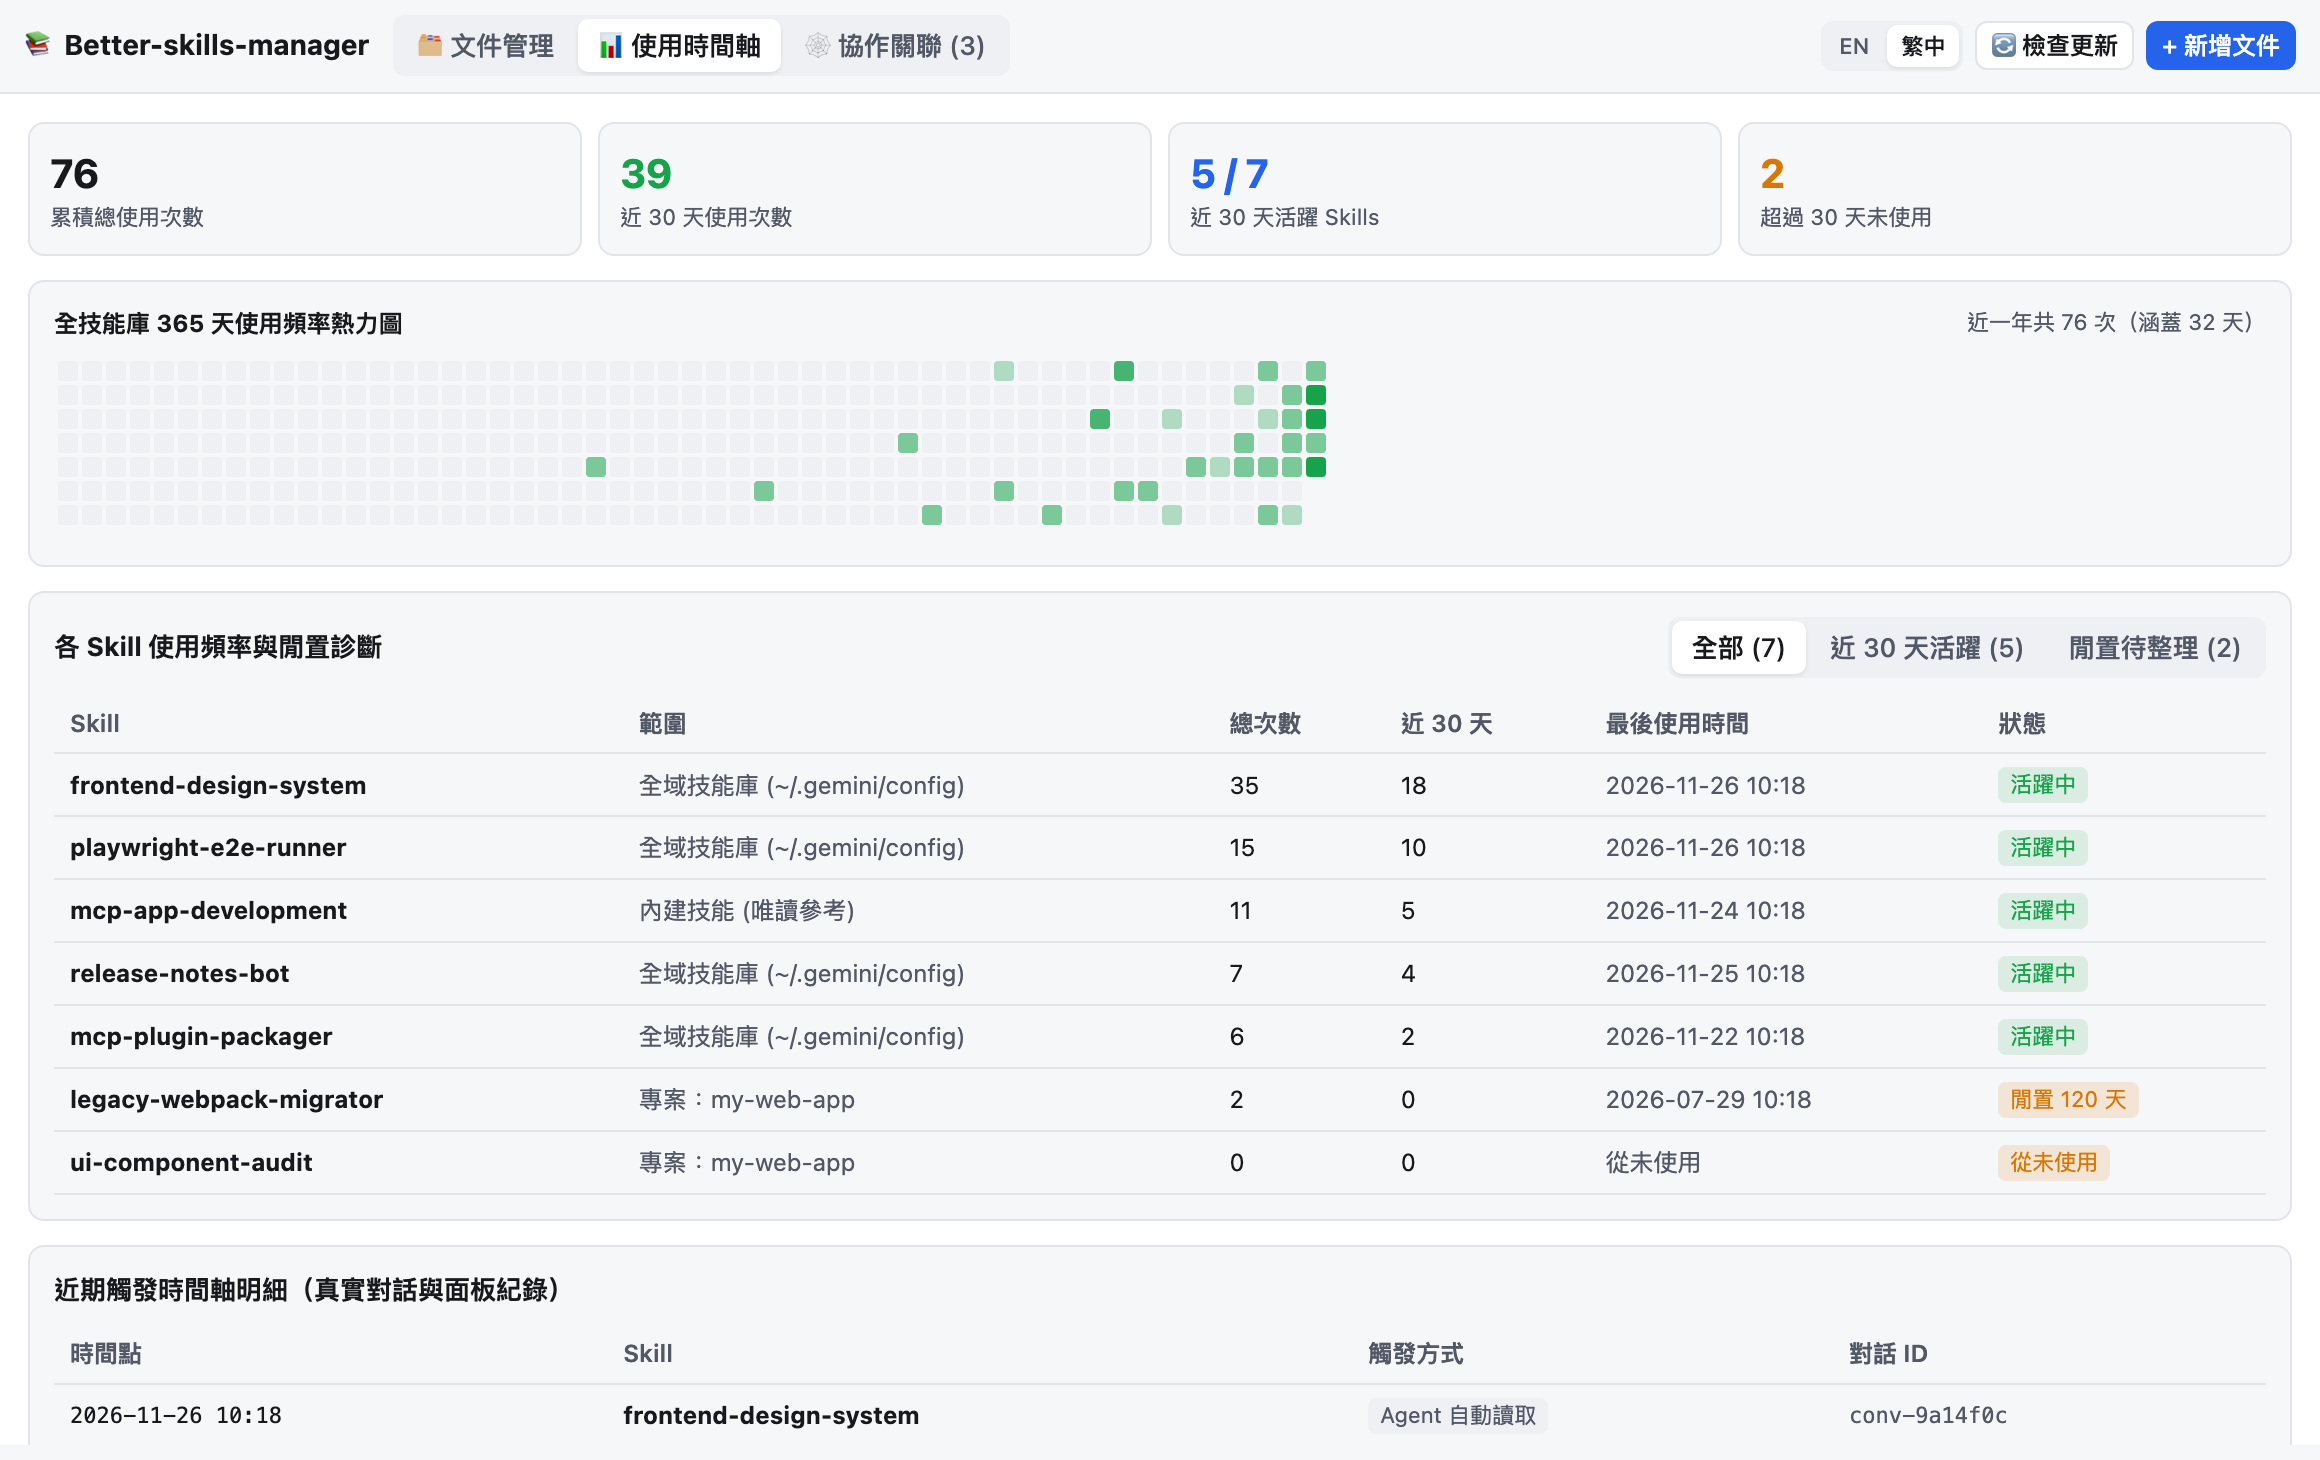 Better-skills-manager 文件管理 使用時間軸 協作關聯 (3) EN 繁中 檢查更新 + 新增文件
76 39 5 / 7 2
累積總使用次數 近 30 天使用次數 近 30 天活躍 Skills 超過 30 天未使用
全技能庫 365 天使用頻率熱力圖 近一年共 76 次（涵蓋 32 天）
各 Skill 使用頻率與閒置診斷 全部 (7) 近 30 天活躍 (5) 閒置待整理 (2)
Skill 範圍 總次數 近 30 天 最後使用時間 狀態
frontend-design-system 全域技能庫 (~/.gemini/config) 35 18 2026-11-26 10:18 活躍中
playwright-e2e-runner 全域技能庫 (~/.gemini/config) 15 10 2026-11-26 10:18 活躍中
mcp-app-development 內建技能 (唯讀參考) 11 5 2026-11-24 10:18 活躍中
release-notes-bot 全域技能庫 (~/.gemini/config) 7 4 2026-11-25 10:18 活躍中
mcp-plugin-packager 全域技能庫 (~/.gemini/config) 6 2 2026-11-22 10:18 活躍中
legacy-webpack-migrator 專案：my-web-app 2 0 2026-07-29 10:18 閒置 120 天
ui-component-audit 專案：my-web-app 0 0 從未使用 從未使用
近期觸發時間軸明細（真實對話與面板紀錄）
時間點 Skill 觸發方式 對話 ID
2026-11-26 10:18 frontend-design-system Agent 自動讀取 conv-9a14f0c